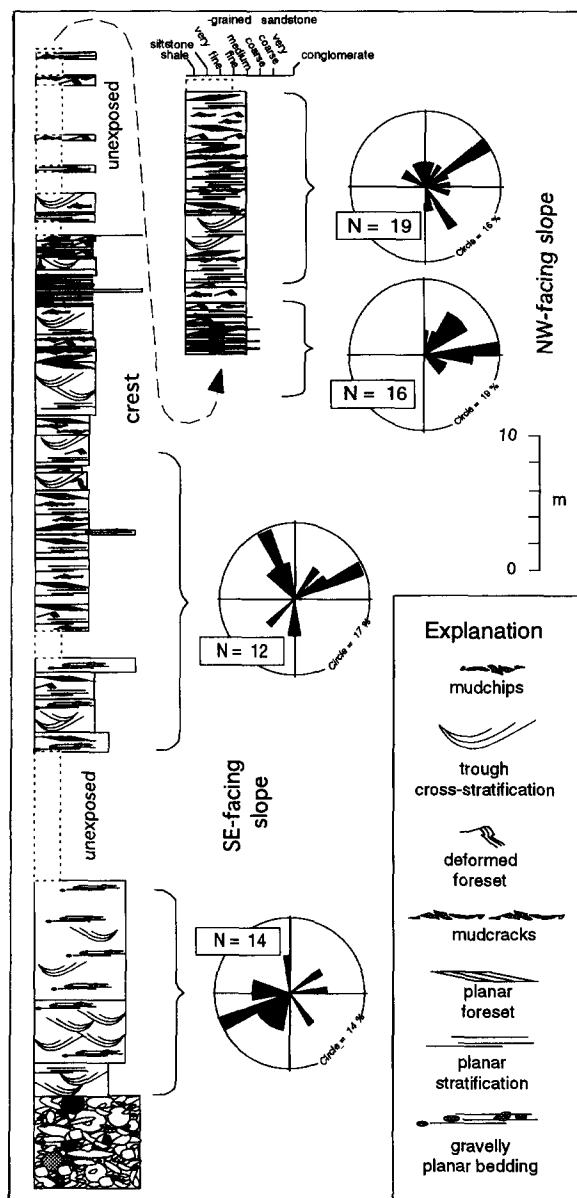 -grained sandstone
siltstone
shale
very fine
fine
medium
coarse
coarse
very
conglomerate
unexposed
N = 19
Circle = 16 %
NW-facing slope
crest
N = 16
Circle = 19 %
10
m
0
N = 12
Circle = 17 %
SE-facing
slope
unexposed
N = 14
Circle = 14 %
Explanation
mudchips
trough
cross-stratification
deformed
foreset
mudcracks
planar
foreset
planar
stratification
gravelly
planar bedding